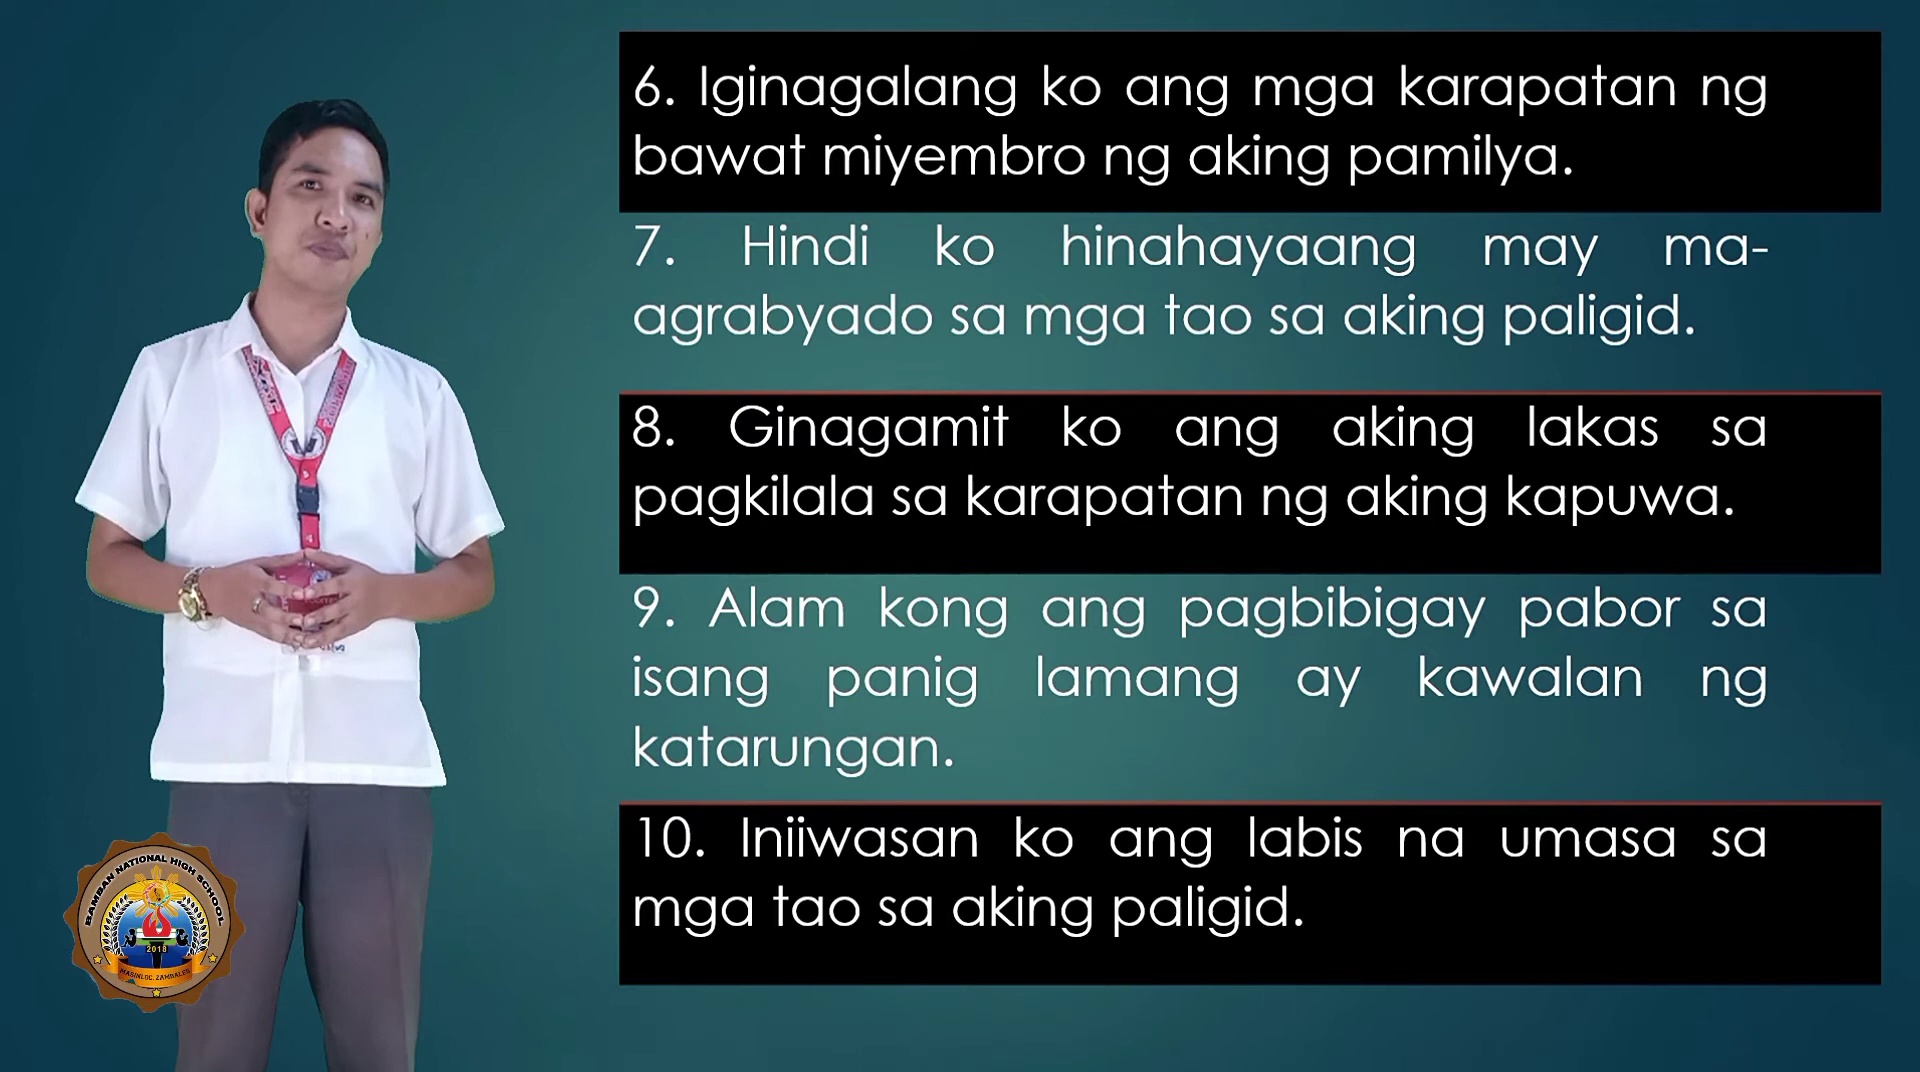 6. Iginagalang ko ang mga karapatan ng
bawat miyembro ng aking pamilya.
7. Hindi ko hinahayaang may ma-
agrabyado sa mga tao sa aking paligid.
8. Ginagamit ko ang aking lakas sa
pagkilala sa karapatan ng aking kapuwa.
9. Alam kong ang pagbibigay pabor sa
isang panig lamang ay kawalan ng
katarungan.
10. Iniiwasan ko ang labis na umasa sa
mga tao sa aking paligid.
BAMBAN NATIONAL HIGH SCHOOL
2018
MASINLOC, ZAMBALES